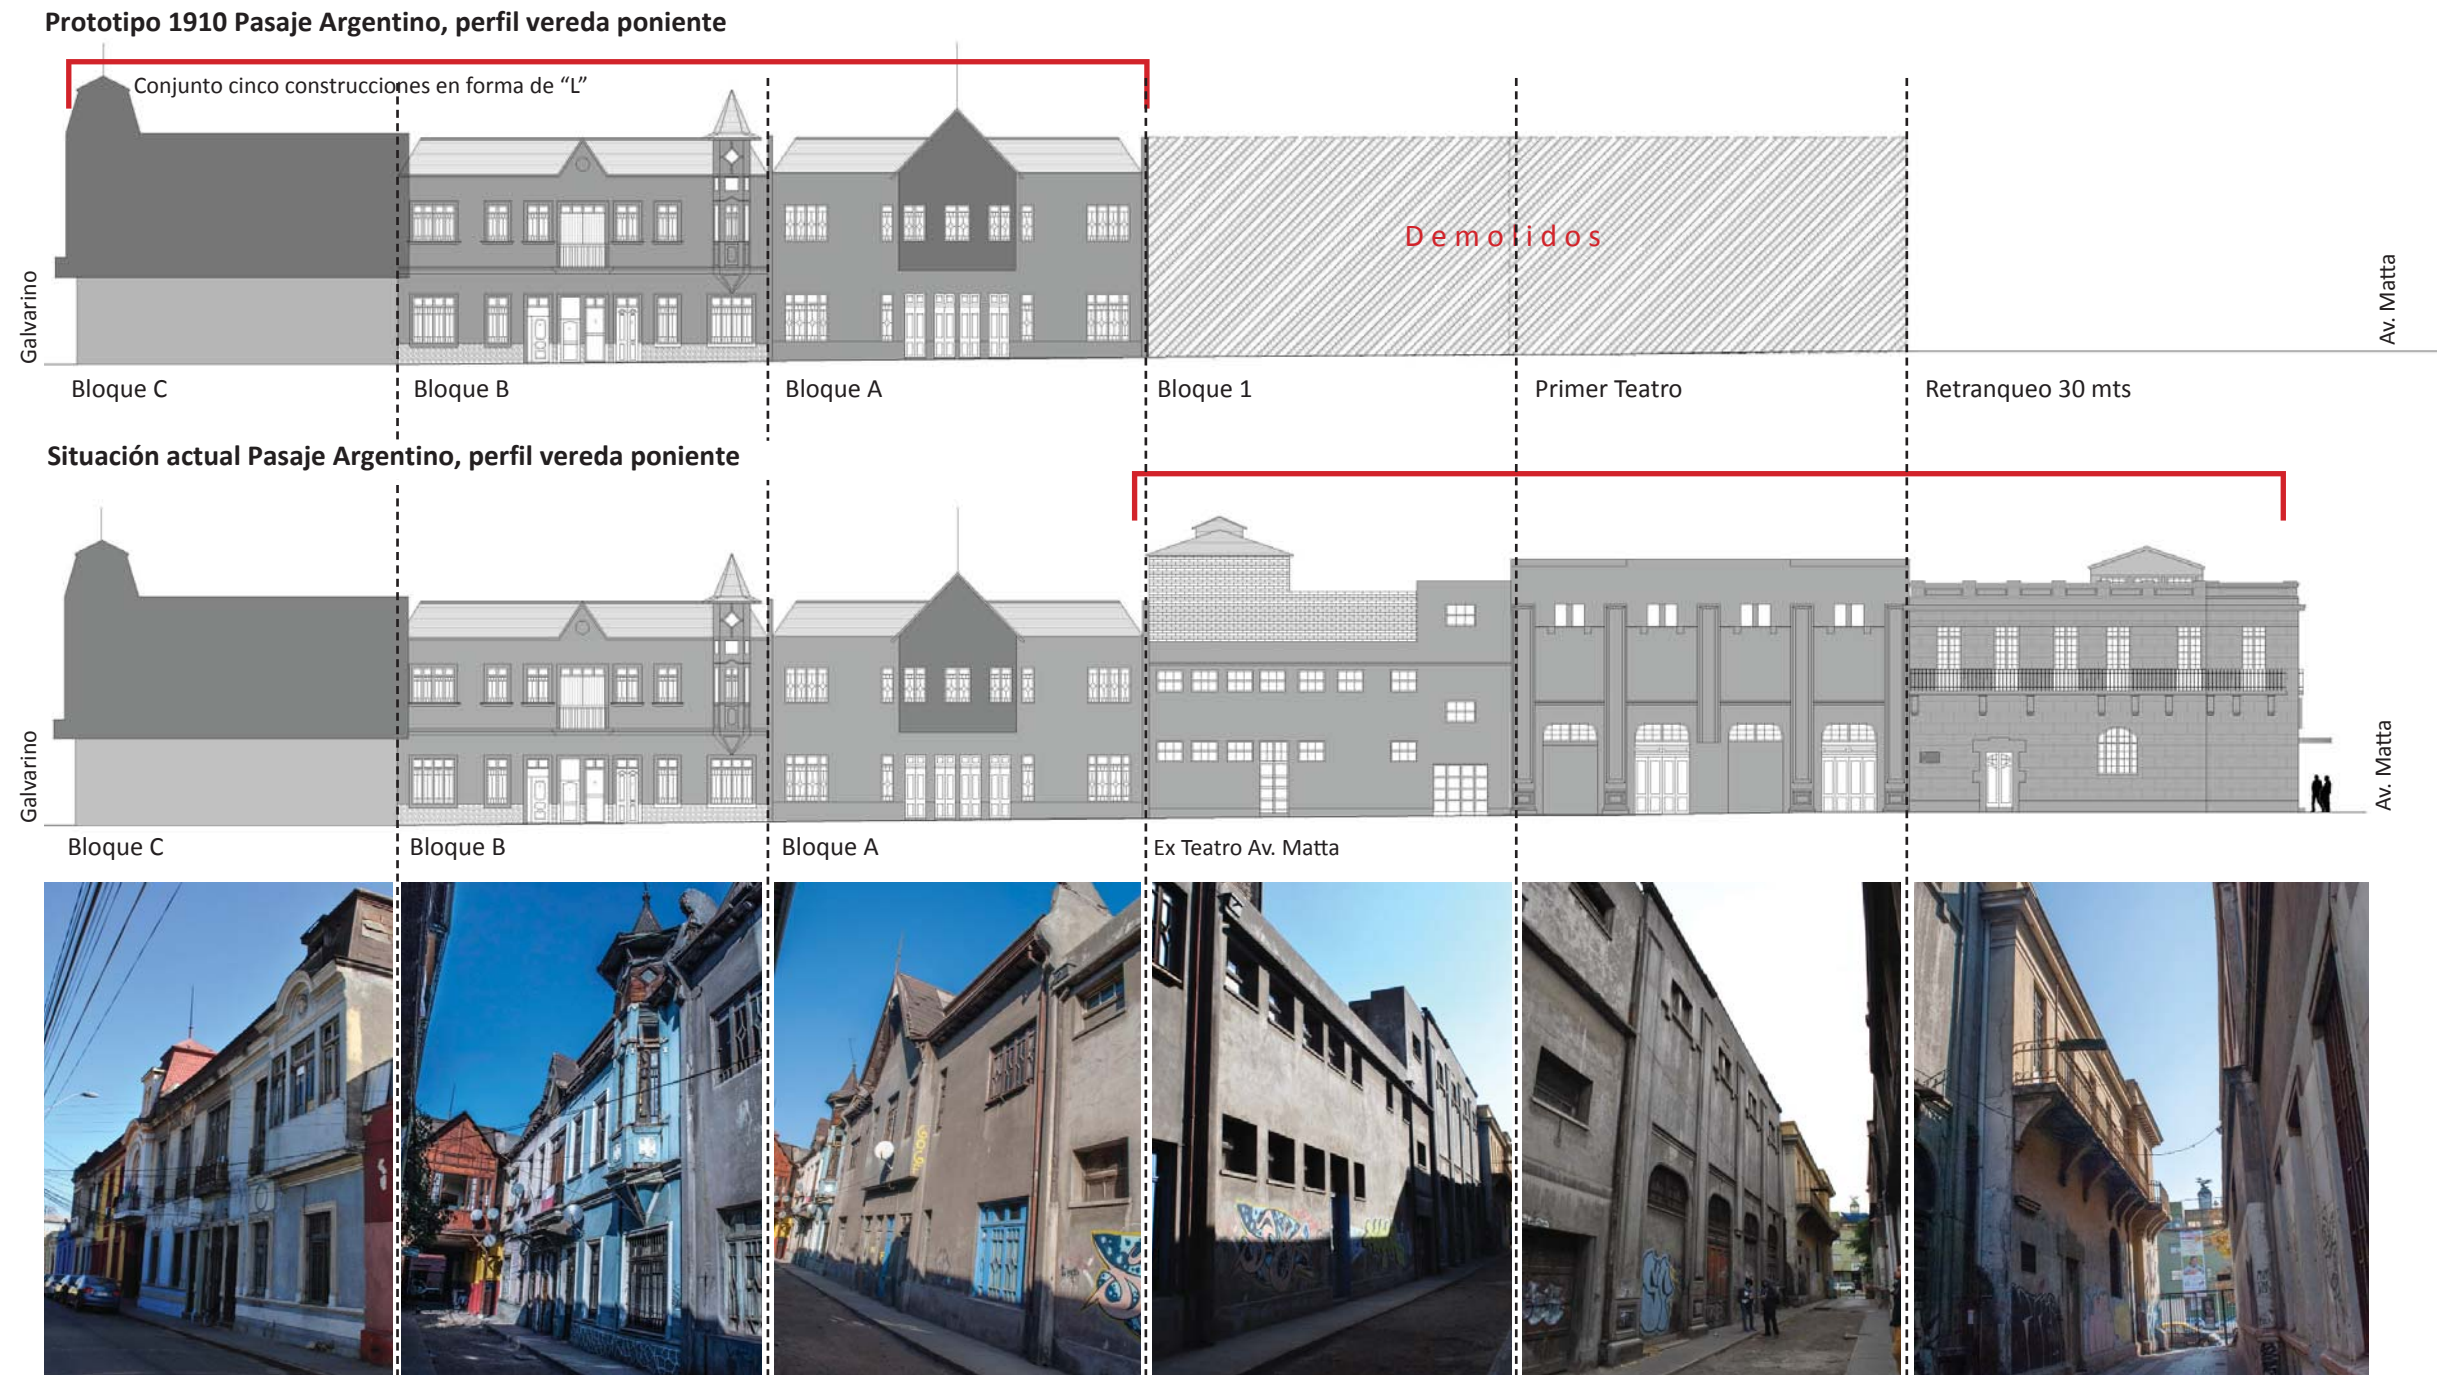 Prototipo 1910 Pasaje Argentino, perfil vereda poniente
Conjunto cinco construcciones en forma de “L”
Demolidos
Galvarino
Av. Matta
Bloque C
Bloque B
Bloque A
Bloque 1
Primer Teatro
Retranqueo 30 mts
Situación actual Pasaje Argentino, perfil vereda poniente
Galvarino
Av. Matta
Bloque C
Bloque B
Bloque A
Ex Teatro Av. Matta